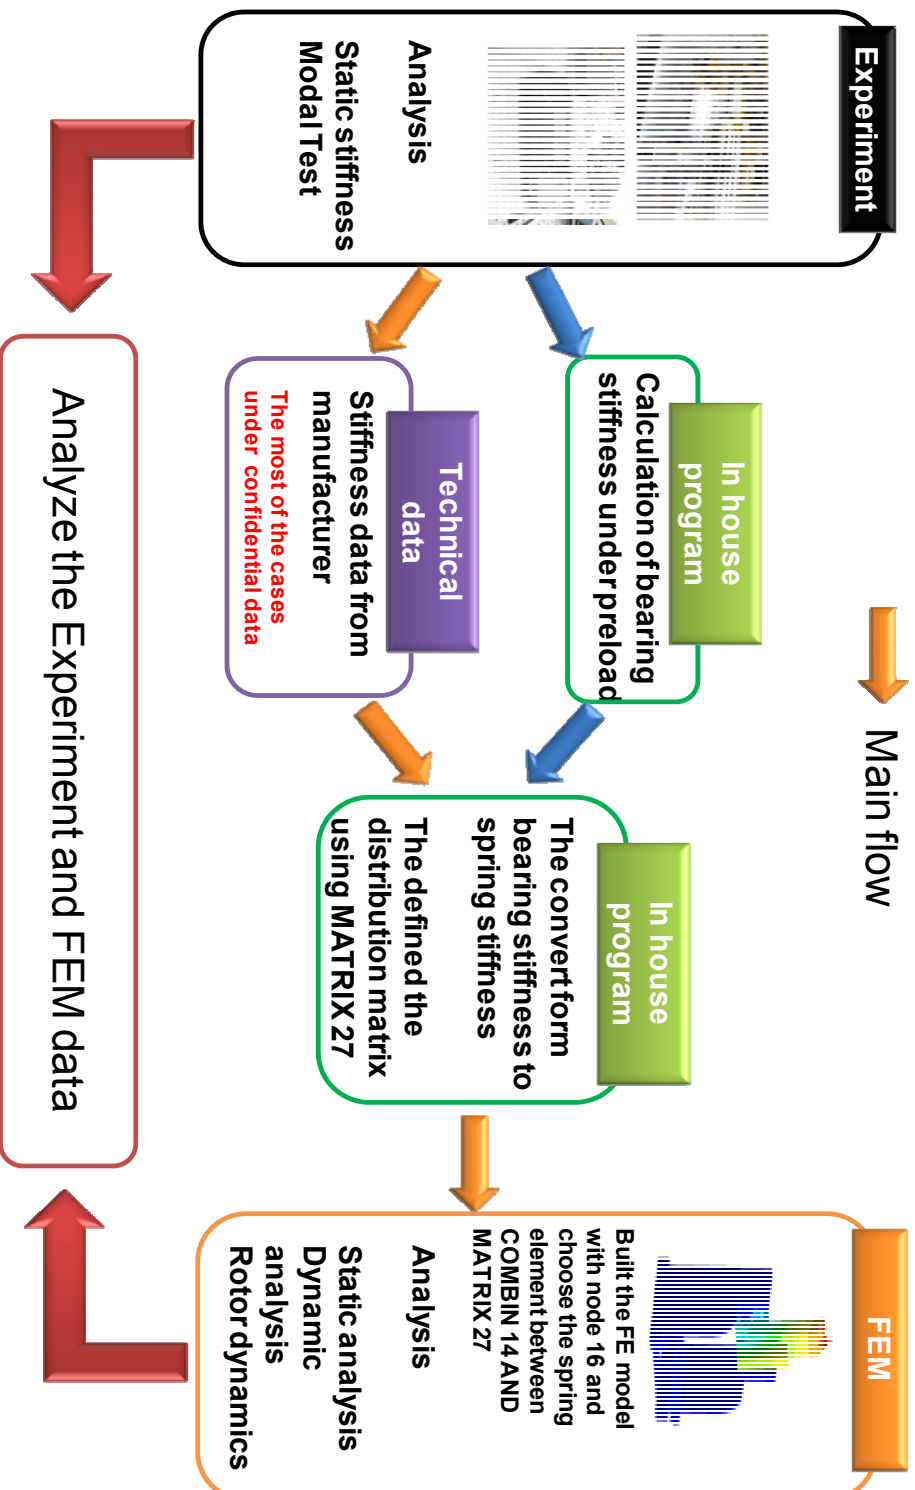 Main flow
Experiment
Analysis
Static stiffness
Modal Test
In house
program
Calculation of bearing
stiffness under preload
Technical
data
Stiffness data from
manufacturer
The most of the cases
under confidential data
In house
program
The convert form
bearing stiffness to
spring stiffness
The defined the
distribution matrix
using MATRIX 27
FEM
Built the FE model
with node 16 and
choose the spring
element between
COMBIN 14 AND
MATRIX 27
Analysis
Static analysis
Dynamic
analysis
Rotor dynamics
Analyze the Experiment and FEM data